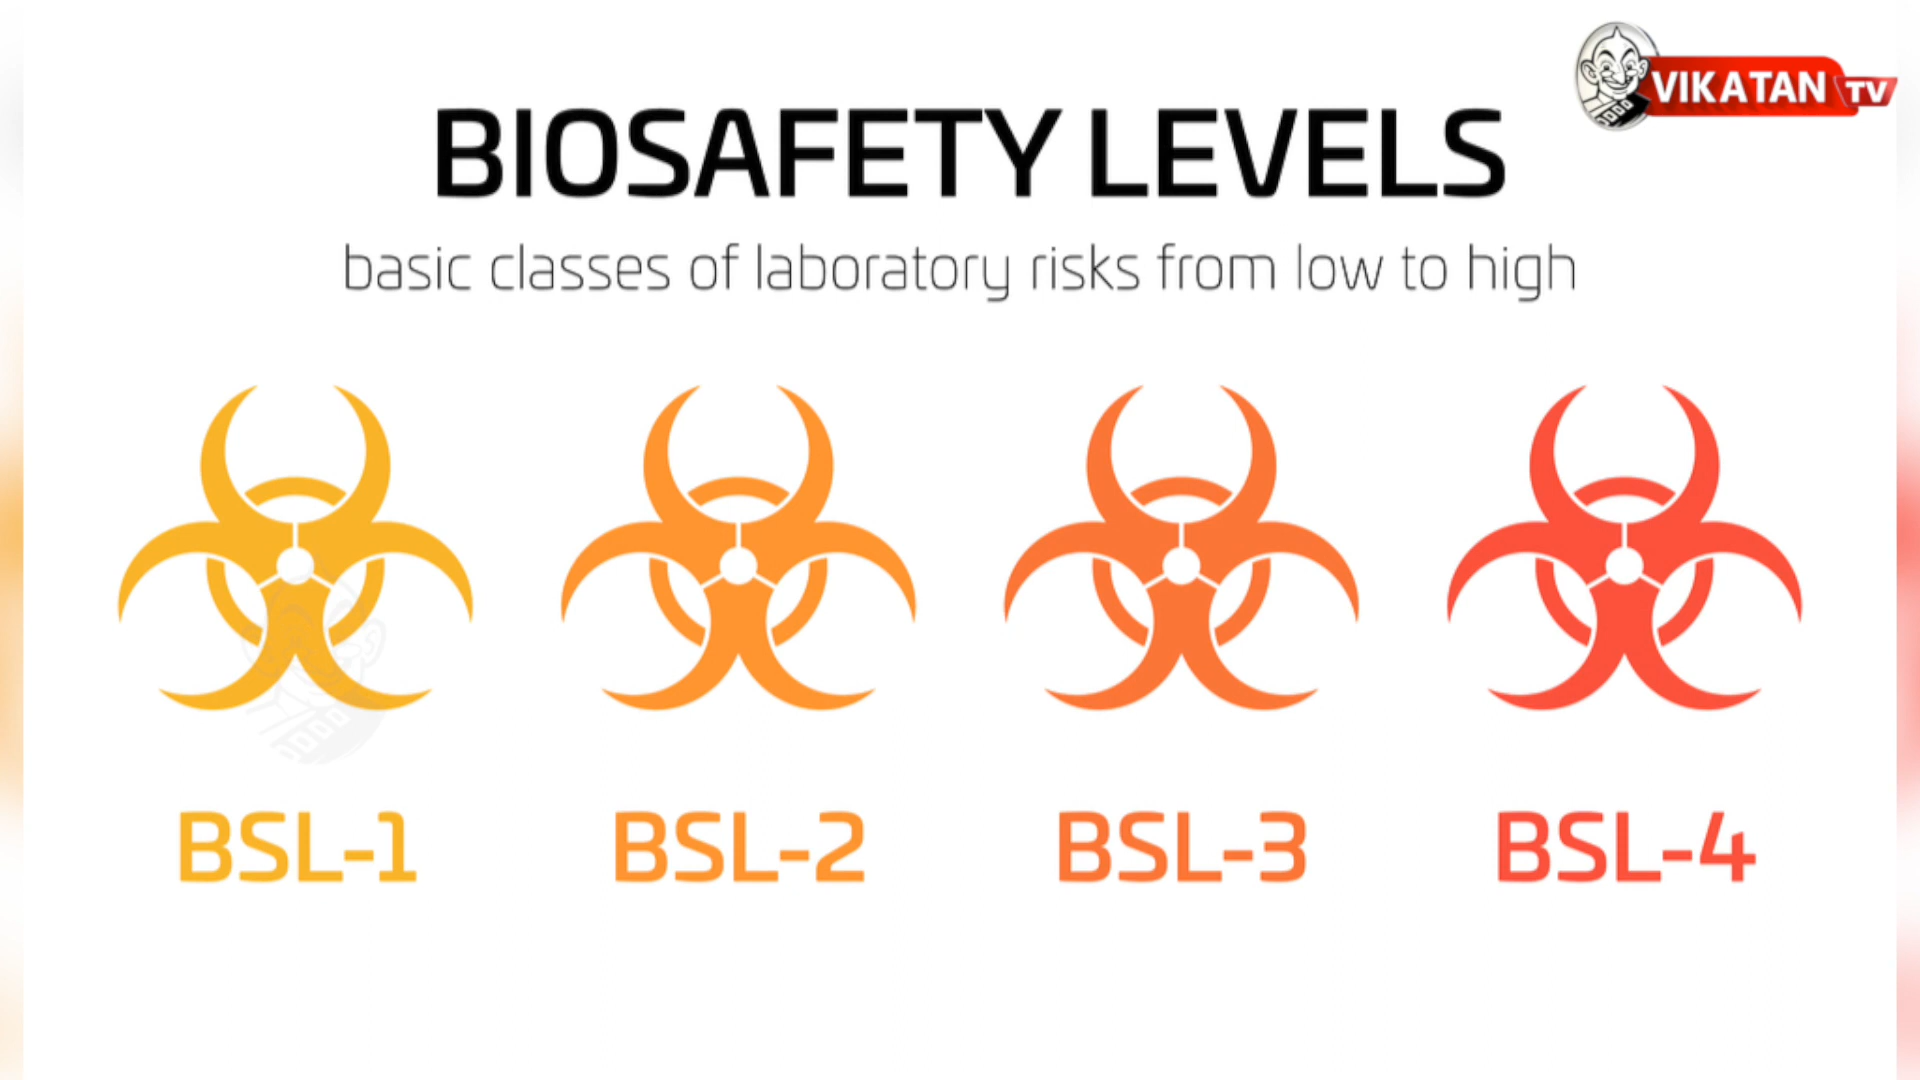 VIKATAN TV
BIOSAFETY LEVELS
basic classes of laboratory risks from low to high
BSL-1
BSL-2
BSL-3
BSL-4